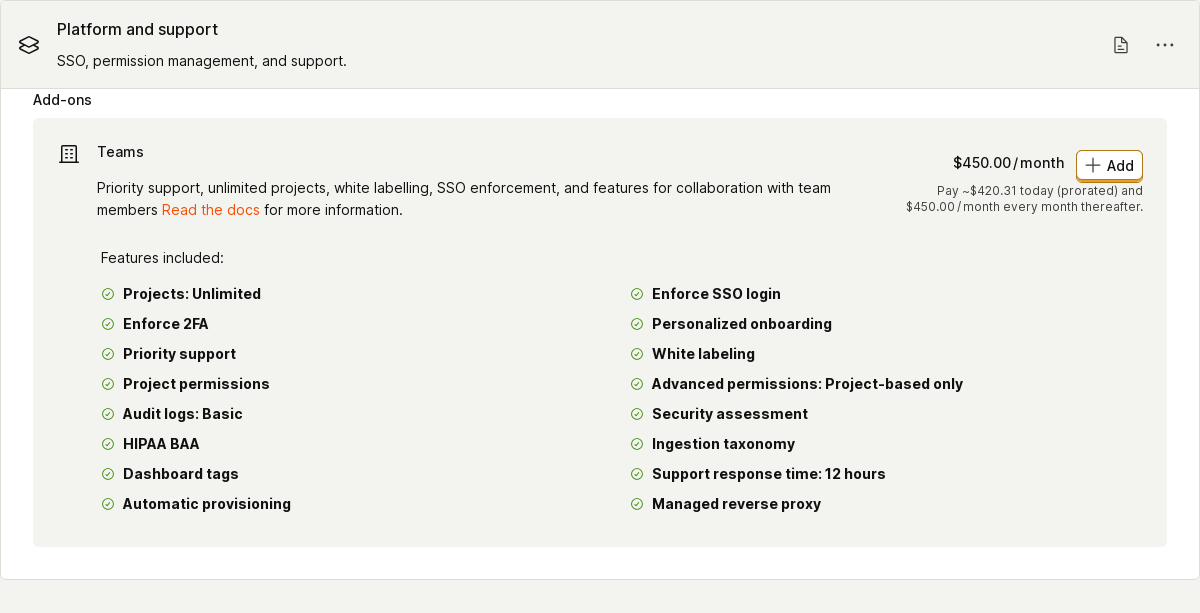 Platform and support
SSO, permission management, and support.
Add-ons
Teams
$450.00/month
Add
Priority support, unlimited projects, white labelling, SSO enforcement, and features for collaboration with team
members Read the docs for more information.
Pay ~$420.31 today (prorated) and
$450.00/month every month thereafter.
Features included:
Projects: Unlimited
Enforce SSO login
Enforce 2FA
Personalized onboarding
Priority support
White labeling
Project permissions
Advanced permissions: Project-based only
Audit logs: Basic
Security assessment
HIPAA BAA
Ingestion taxonomy
Dashboard tags
Support response time: 12 hours
Automatic provisioning
Managed reverse proxy